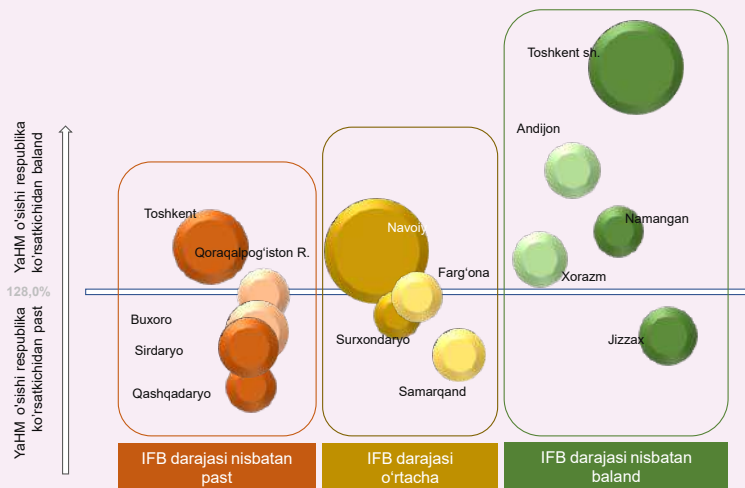 YaHM o‘sishi respublika
ko‘rsatkichidan baland
128,0%
YaHM o‘sishi respublika
ko‘rsatkichidan past
Toshkent
Qoraqalpog‘iston R.
Buxoro
Sirdaryo
Qashqadaryo
Navoiy
Farg‘ona
Surxondaryo
Samarqand
Toshkent sh.
Andijon
Namangan
Xorazm
Jizzax
IFB darajasi nisbatan
past
IFB darajasi
o‘rtacha
IFB darajasi nisbatan
baland